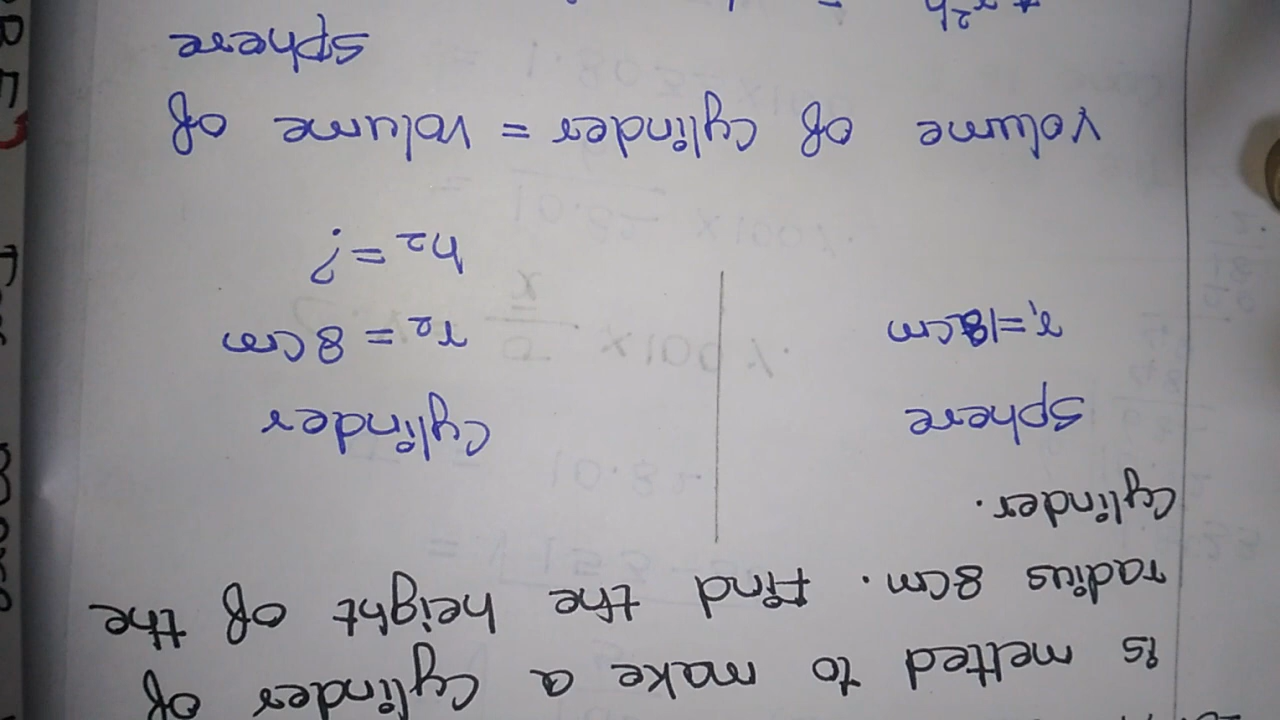 is melted to make a cylinder of
radius 8cm. Find the height of the
cylinder.
Sphere
Cylinder
r₁=12cm
r₂ = 8cm
h₂ = ?
Volume of cylinder = volume of
sphere